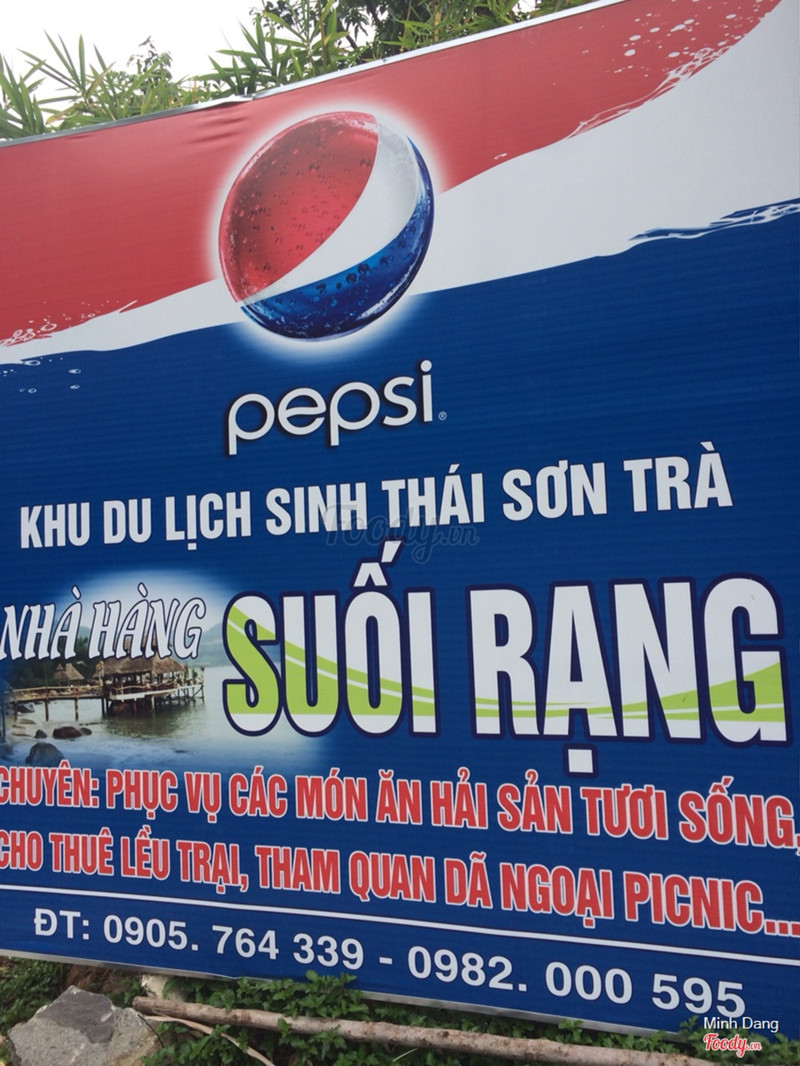 pepsi®
KHU DU LỊCH SINH THÁI SƠN TRÀ
Foody.vn
NHÀ HÀNG SUỐI RẠNG
CHUYÊN: PHỤC VỤ CÁC MÓN ĂN HẢI SẢN TƯƠI SỐNG,
CHO THUÊ LỀU TRẠI, THAM QUAN DÃ NGOẠI PICNIC...
ĐT: 0905. 764 339 - 0982. 000 595
Minh Dang
Foody.vn